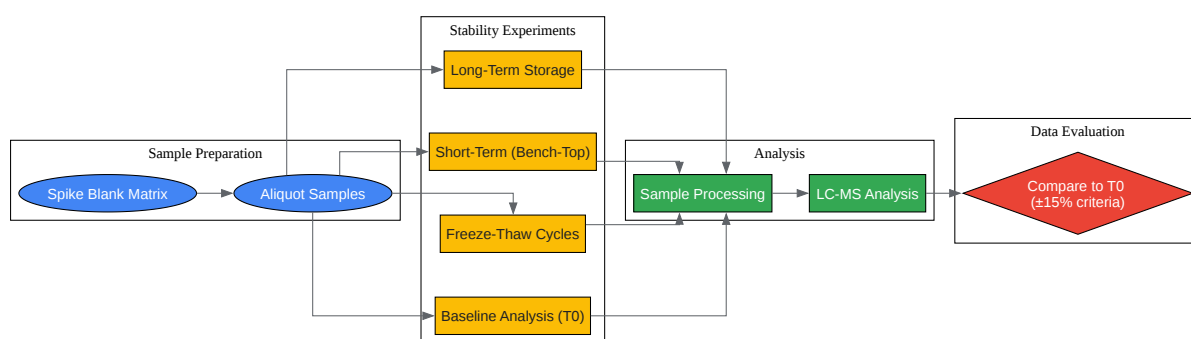 Stability Experiments
Long-Term Storage
Short-Term (Bench-Top)
Freeze-Thaw Cycles
Baseline Analysis (T0)
Sample Preparation
Spike Blank Matrix
Aliquot Samples
Analysis
Sample Processing
LC-MS Analysis
Data Evaluation
Compare to T0
(±15% criteria)